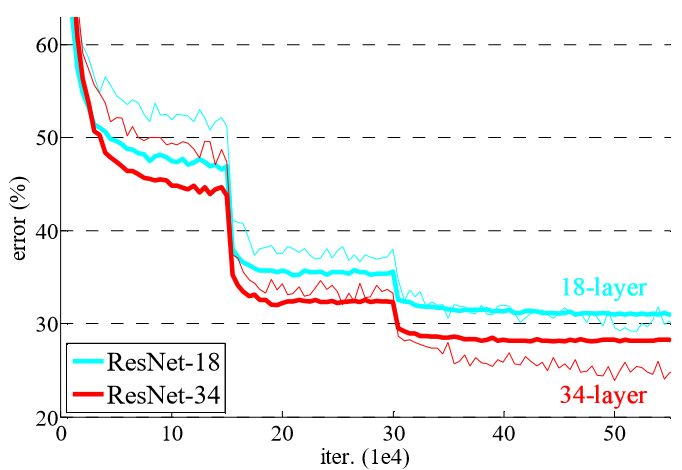 60
50
40
30
20
error (%)
18-layer
34-layer
ResNet-18
ResNet-34
0 10 20 30 40 50
iter. (1e4)